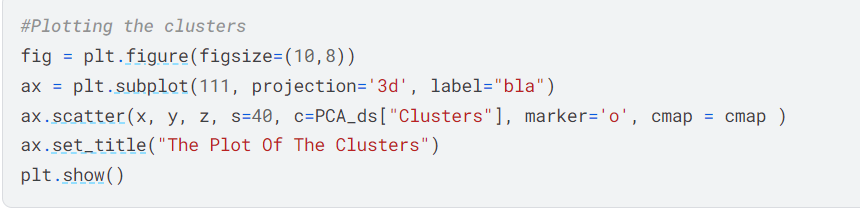 #Plotting the clusters
fig = plt.figure(figsize=(10,8))
ax = plt.subplot(111, projection='3d', label="bla")
ax.scatter(x, y, z, s=40, c=PCA_ds["Clusters"], marker='o', cmap = cmap )
ax.set_title("The Plot Of The Clusters")
plt.show()